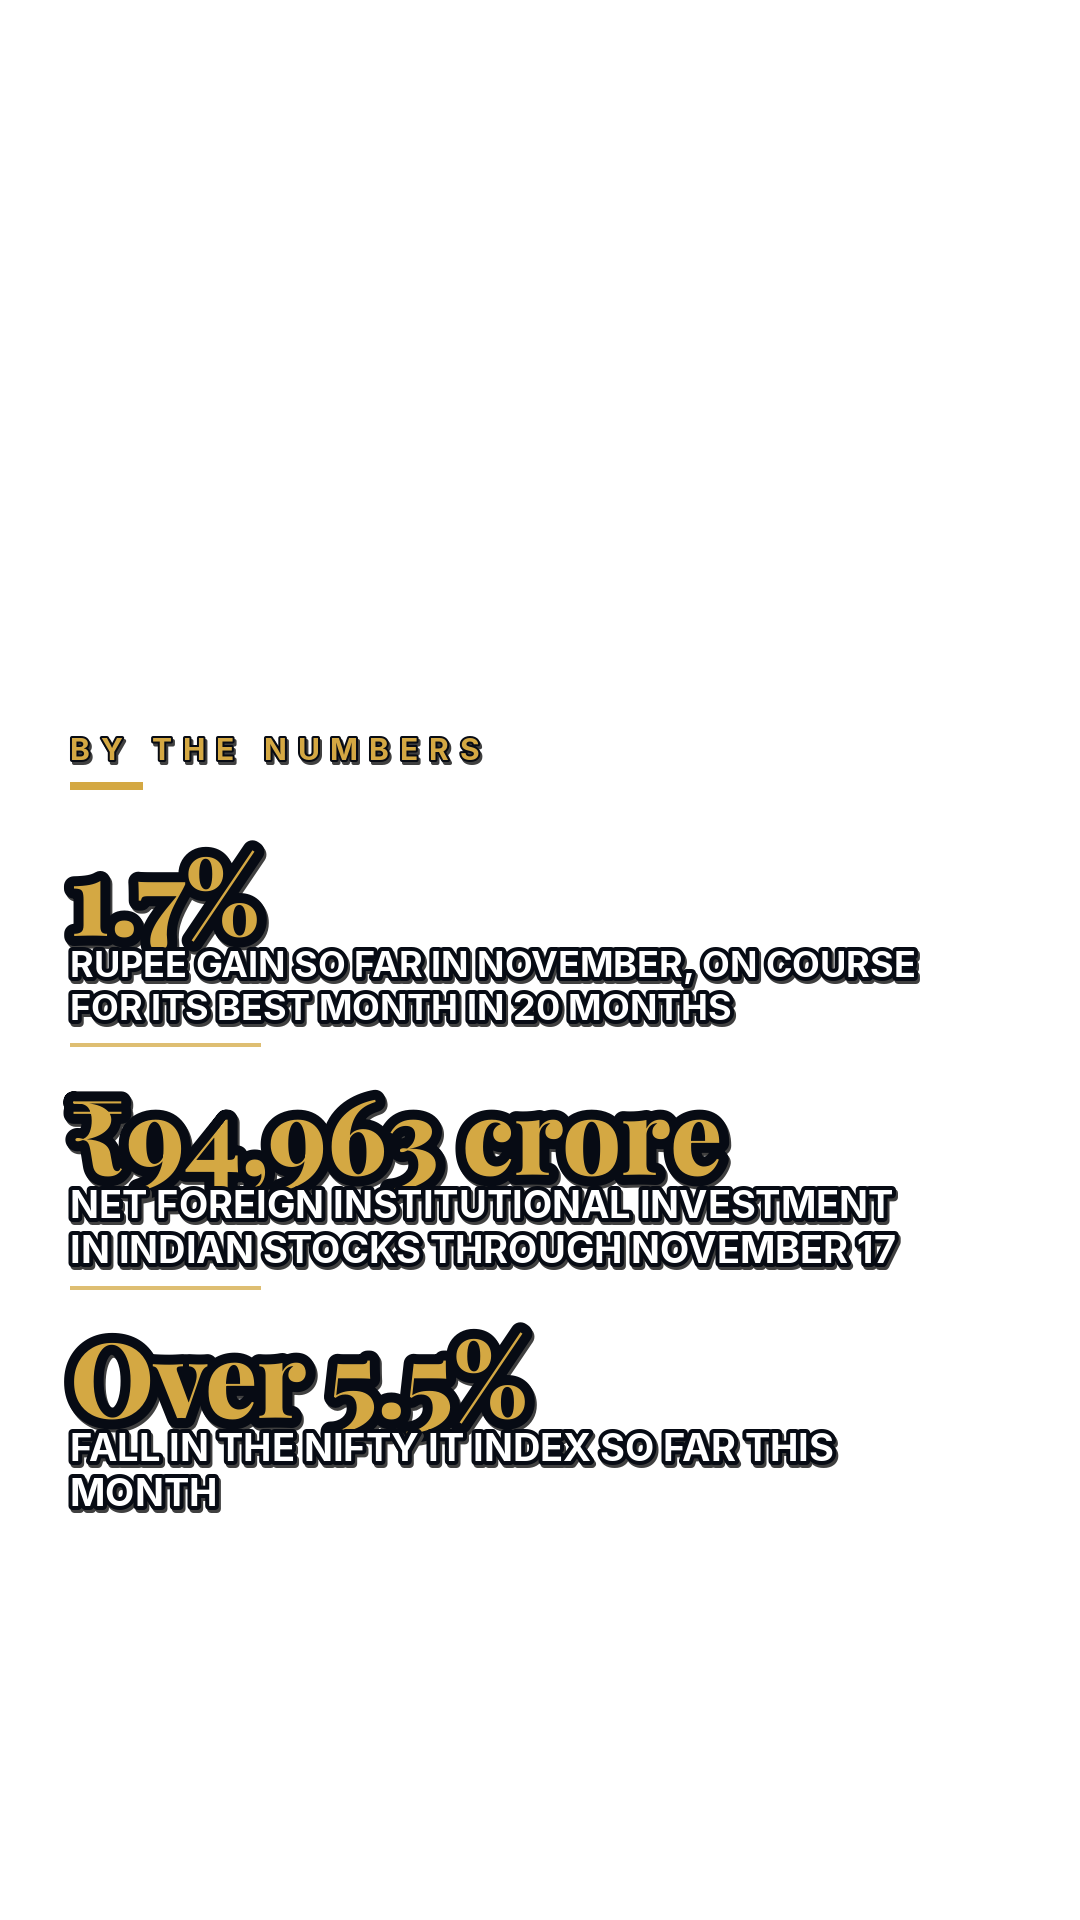 BY THE NUMBERS
1.7%
RUPEE GAIN SO FAR IN NOVEMBER, ON COURSE
FOR ITS BEST MONTH IN 20 MONTHS
₹94,963 crore
NET FOREIGN INSTITUTIONAL INVESTMENT
IN INDIAN STOCKS THROUGH NOVEMBER 17
Over 5.5%
FALL IN THE NIFTY IT INDEX SO FAR THIS
MONTH